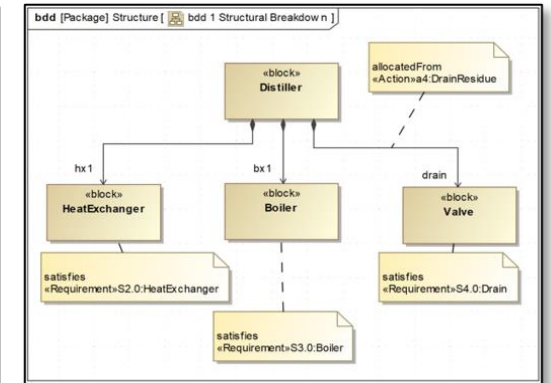 bdd [Package] Structure [ bdd 1 Structural Breakdown ]
«block»
Distiller
allocatedFrom
«Action»a4:DrainResidue
hx1
bx1
drain
«block»
HeatExchanger
«block»
Boiler
«block»
Valve
satisfies
«Requirement»S2.0:HeatExchanger
satisfies
«Requirement»S4.0:Drain
satisfies
«Requirement»S3.0:Boiler